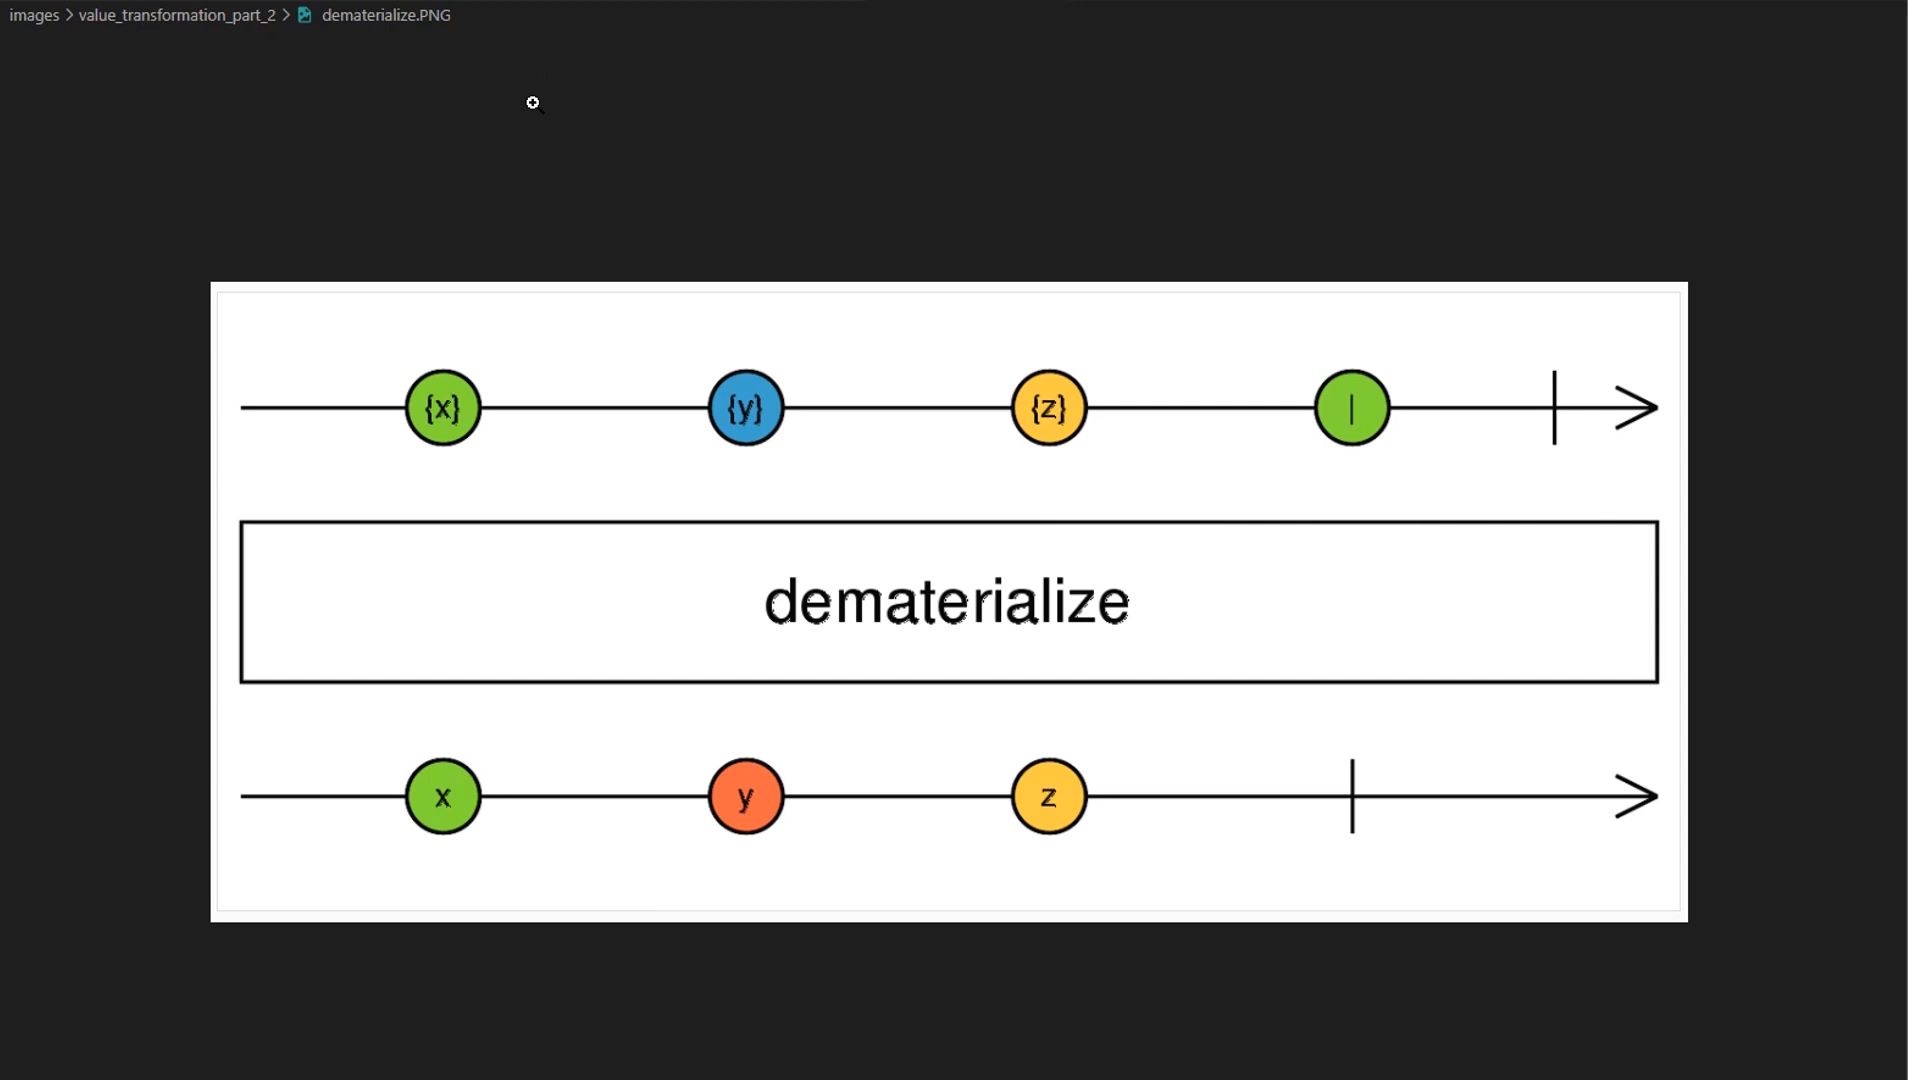 images > value_transformation_part_2 > dematerialize.PNG
{x} {y} {z} |
dematerialize
x y z